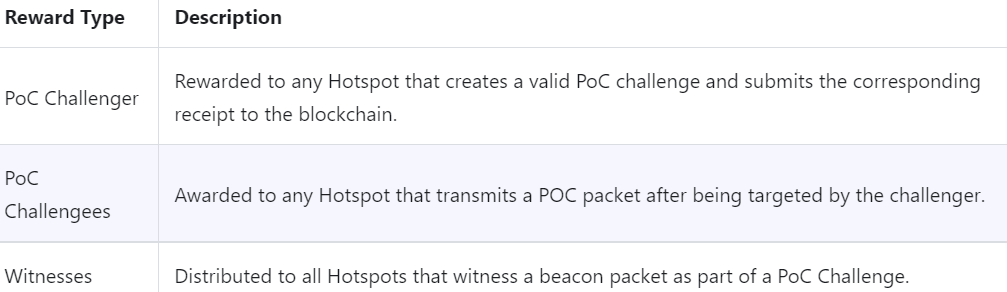 Reward Type Description
PoC Challenger Rewarded to any Hotspot that creates a valid PoC challenge and submits the corresponding
receipt to the blockchain.
PoC
Challengees Awarded to any Hotspot that transmits a POC packet after being targeted by the challenger.
Witnesses Distributed to all Hotspots that witness a beacon packet as part of a PoC Challenge.